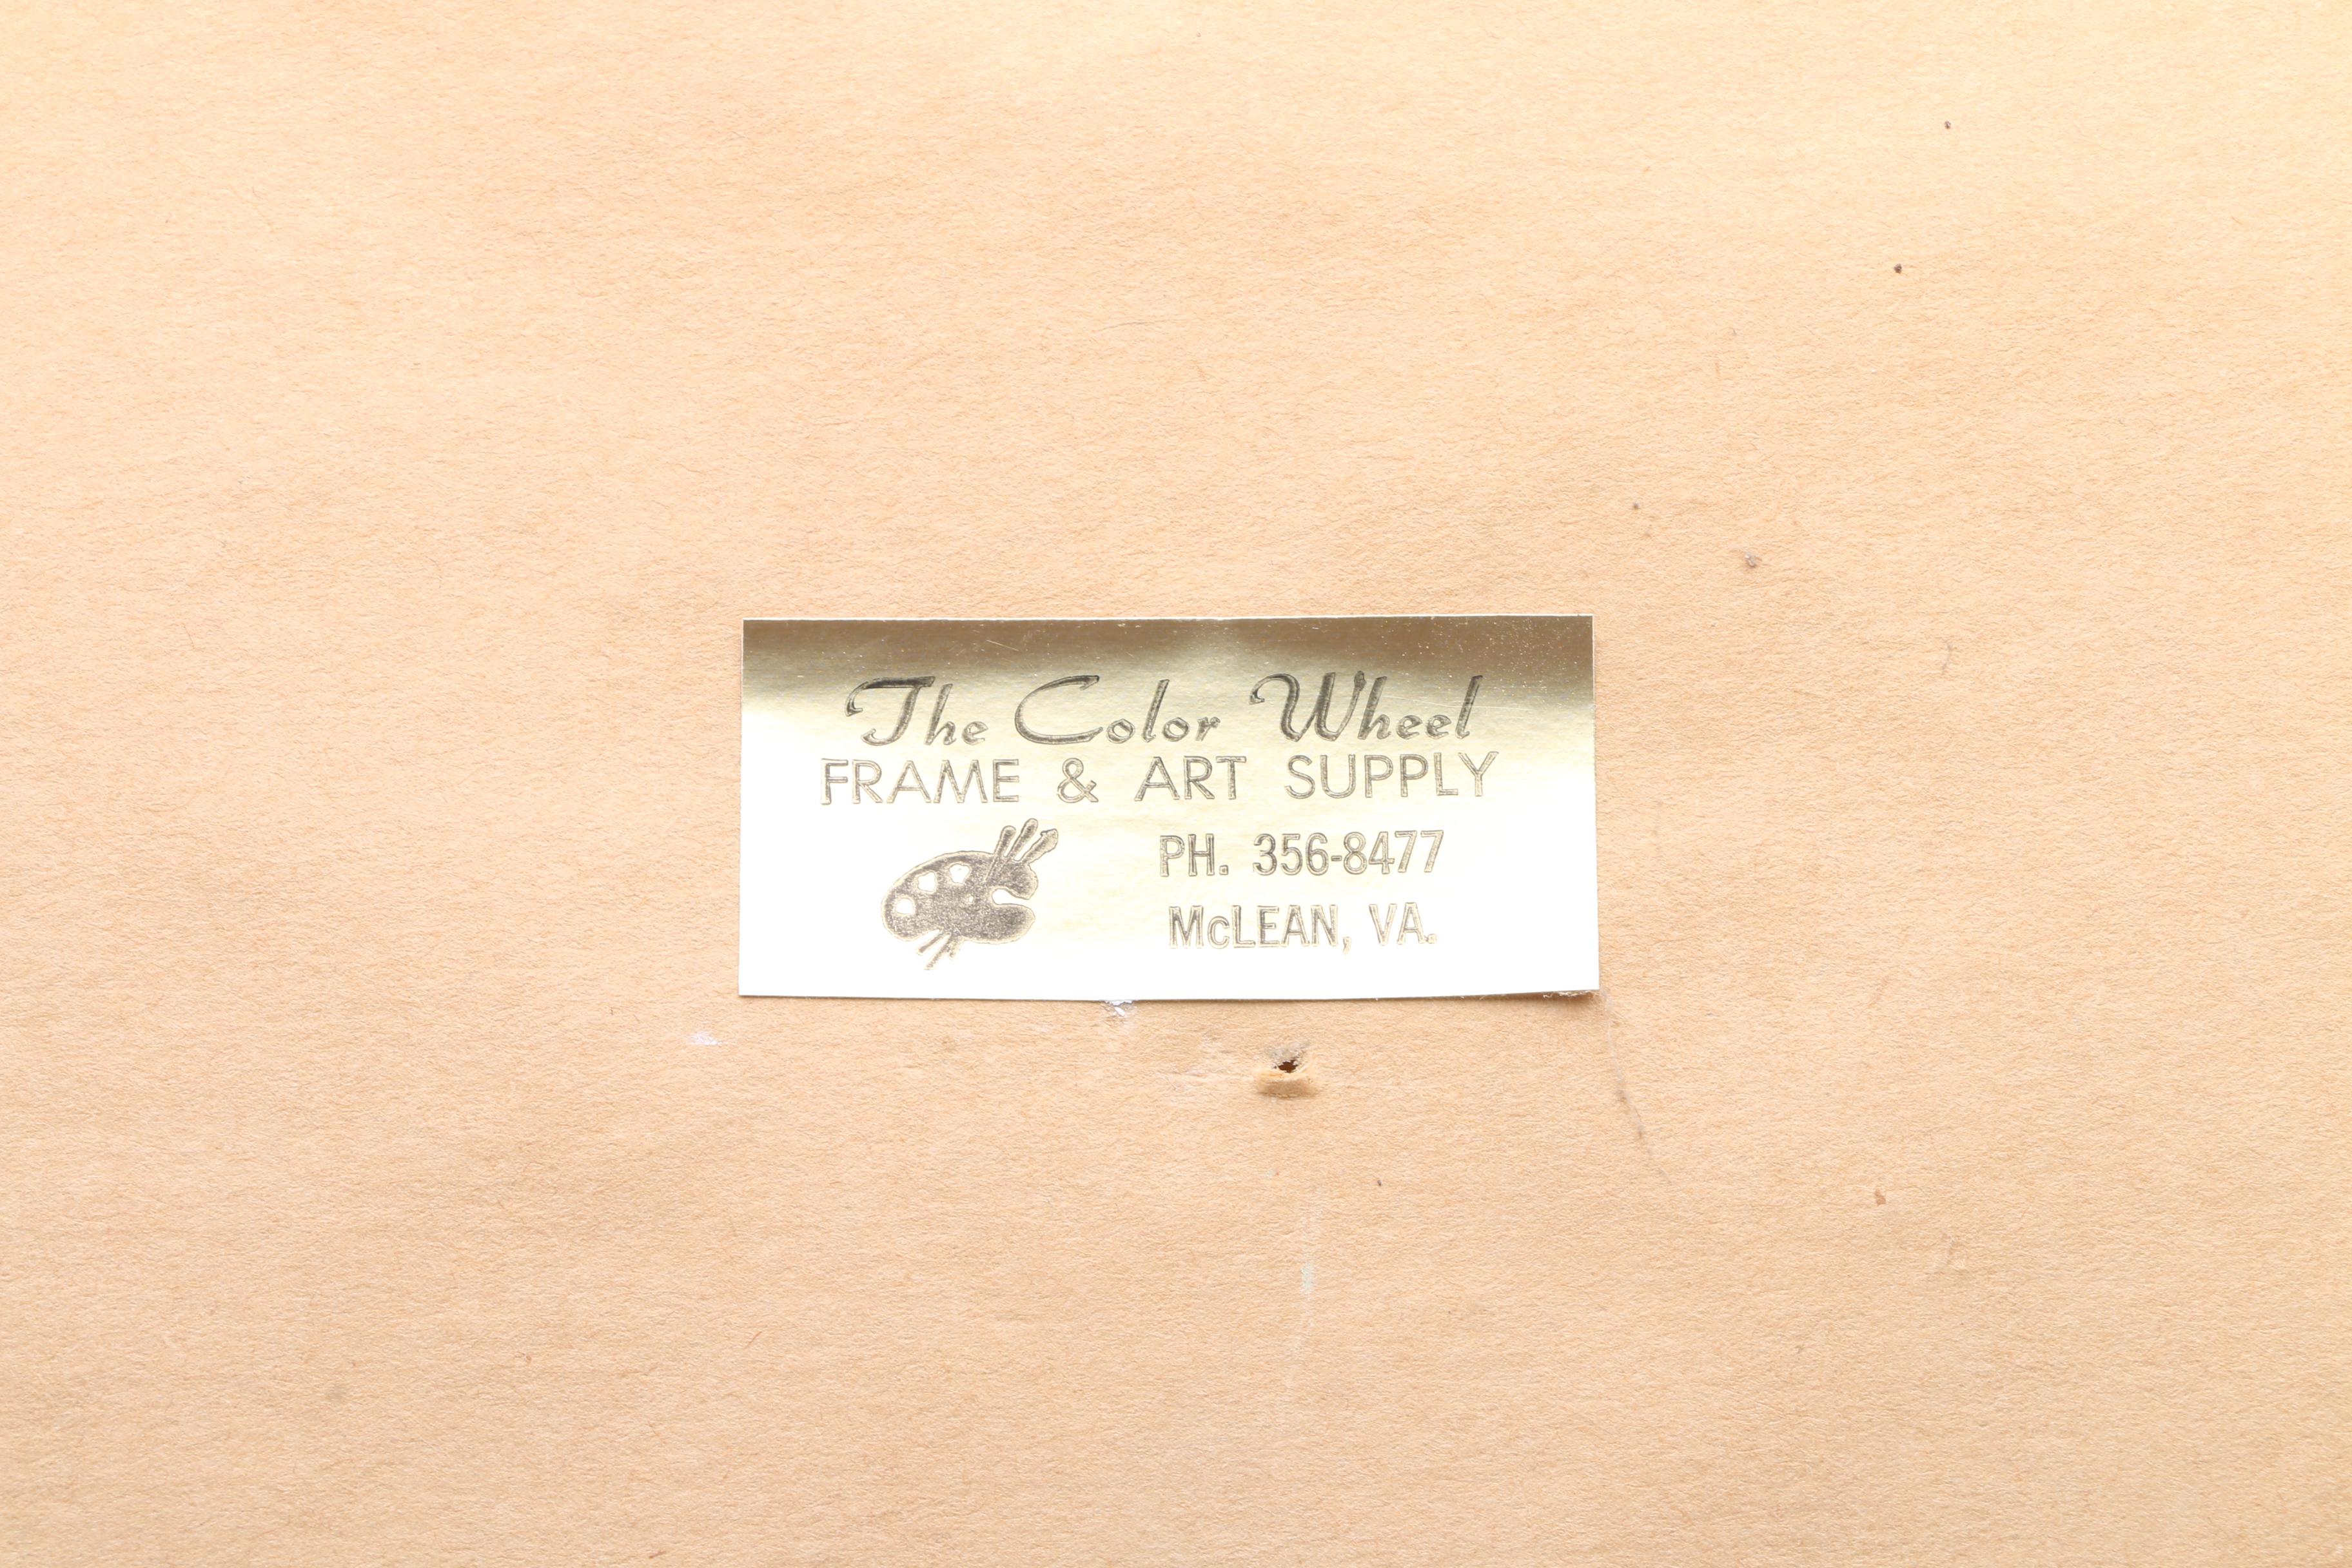 The Color Wheel
FRAME & ART SUPPLY
PH. 356-8477
McLEAN, VA.